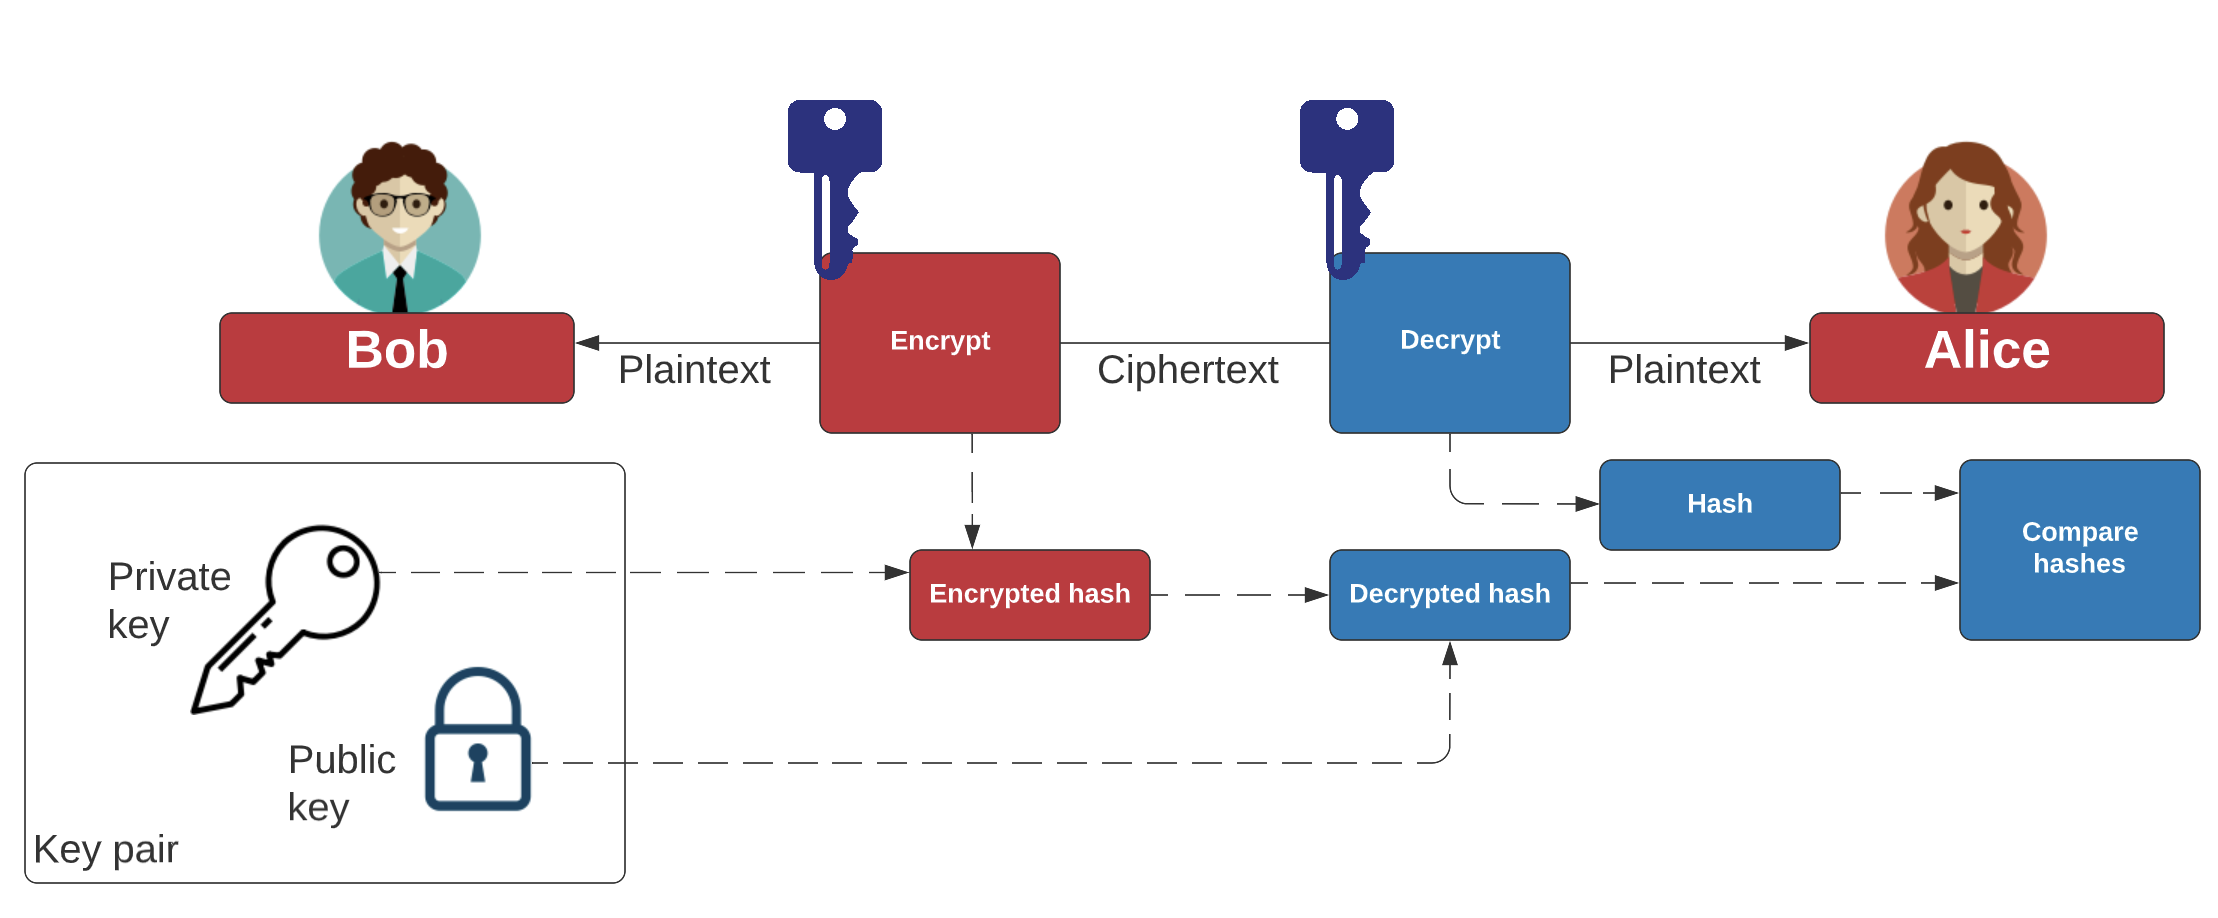 Bob
Plaintext
Encrypt
Ciphertext
Decrypt
Plaintext
Alice
Private
key
Public
key
Key pair
Encrypted hash
Decrypted hash
Hash
Compare
hashes